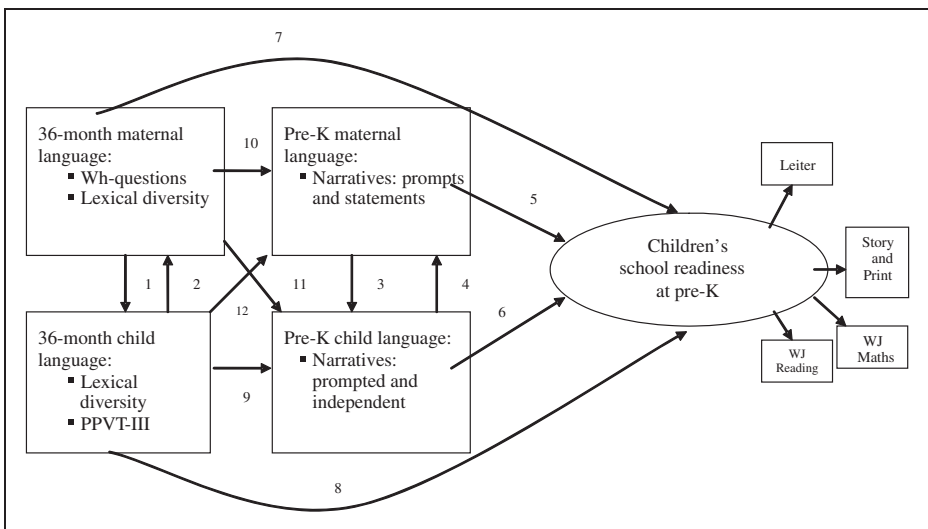 7
36-month maternal
language:
▪ Wh-questions
▪ Lexical diversity
10
Pre-K maternal
language:
▪ Narratives: prompts
and statements
5
Leiter
Children's
school readiness
at pre-K
Story
and
Print
1
2
12
11
3
4
6
36-month child
language:
▪ Lexical
diversity
▪ PPVT-III
9
Pre-K child language:
▪ Narratives:
prompted and
independent
WJ
Reading
WJ
Maths
8